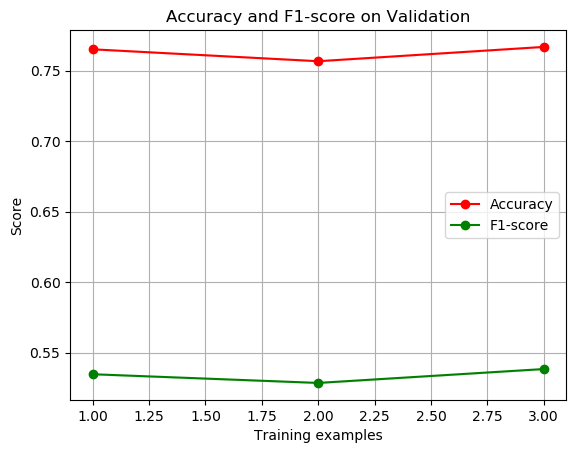 Accuracy and F1-score on Validation
0.75
0.70
0.65
0.60
0.55
Score
Accuracy
F1-score
1.00 1.25 1.50 1.75 2.00 2.25 2.50 2.75 3.00
Training examples